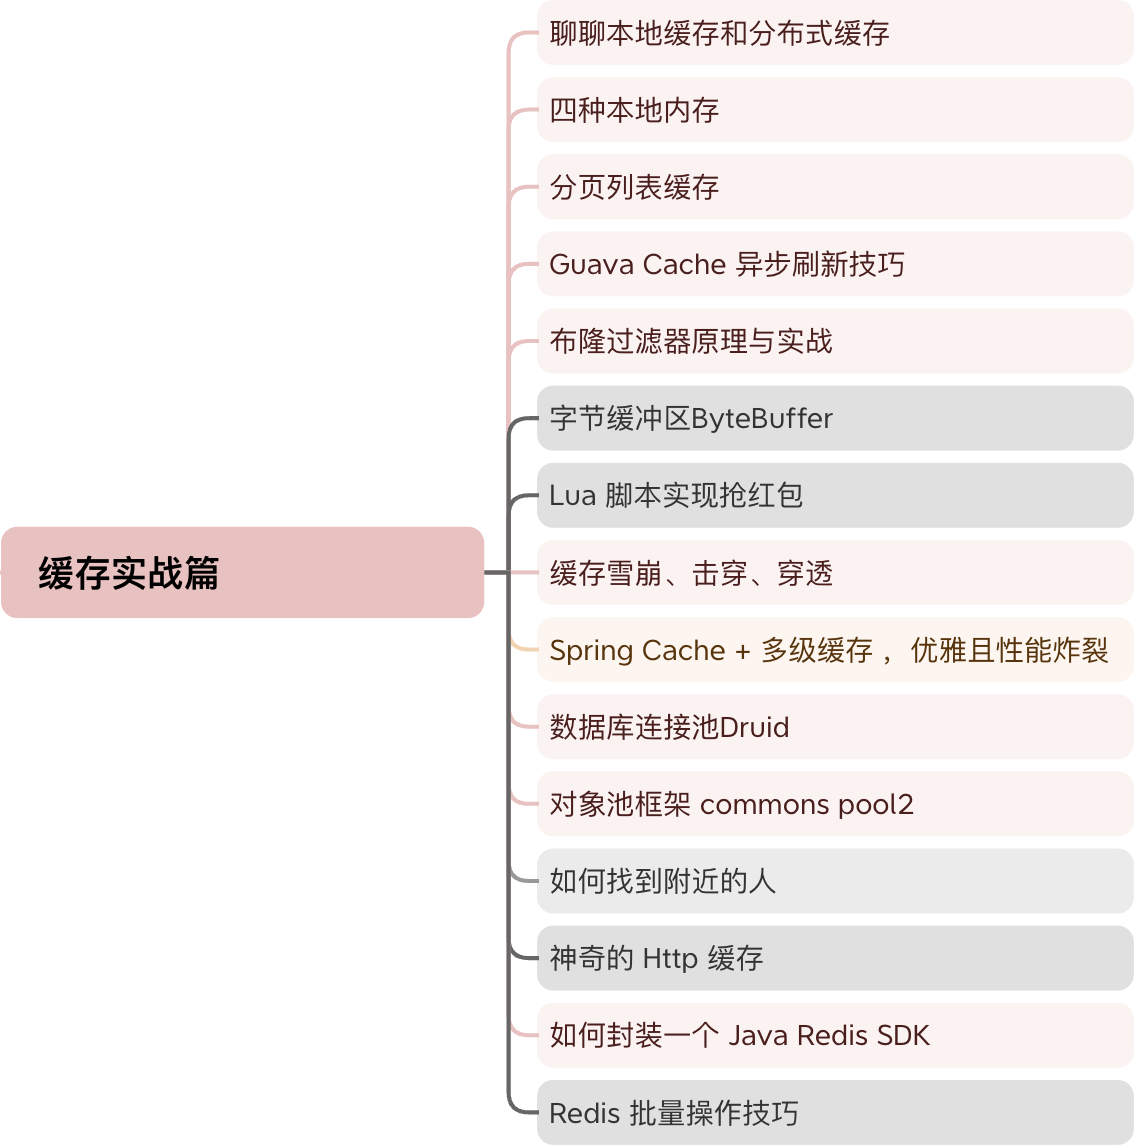 聊聊本地缓存和分布式缓存
四种本地内存
分页列表缓存
Guava Cache 异步刷新技巧
布隆过滤器原理与实战
字节缓冲区ByteBuffer
Lua 脚本实现抢红包
缓存实战篇
缓存雪崩、击穿、穿透
Spring Cache + 多级缓存 ，优雅且性能炸裂
数据库连接池Druid
对象池框架 commons pool2
如何找到附近的人
神奇的 Http 缓存
如何封装一个 Java Redis SDK
Redis 批量操作技巧